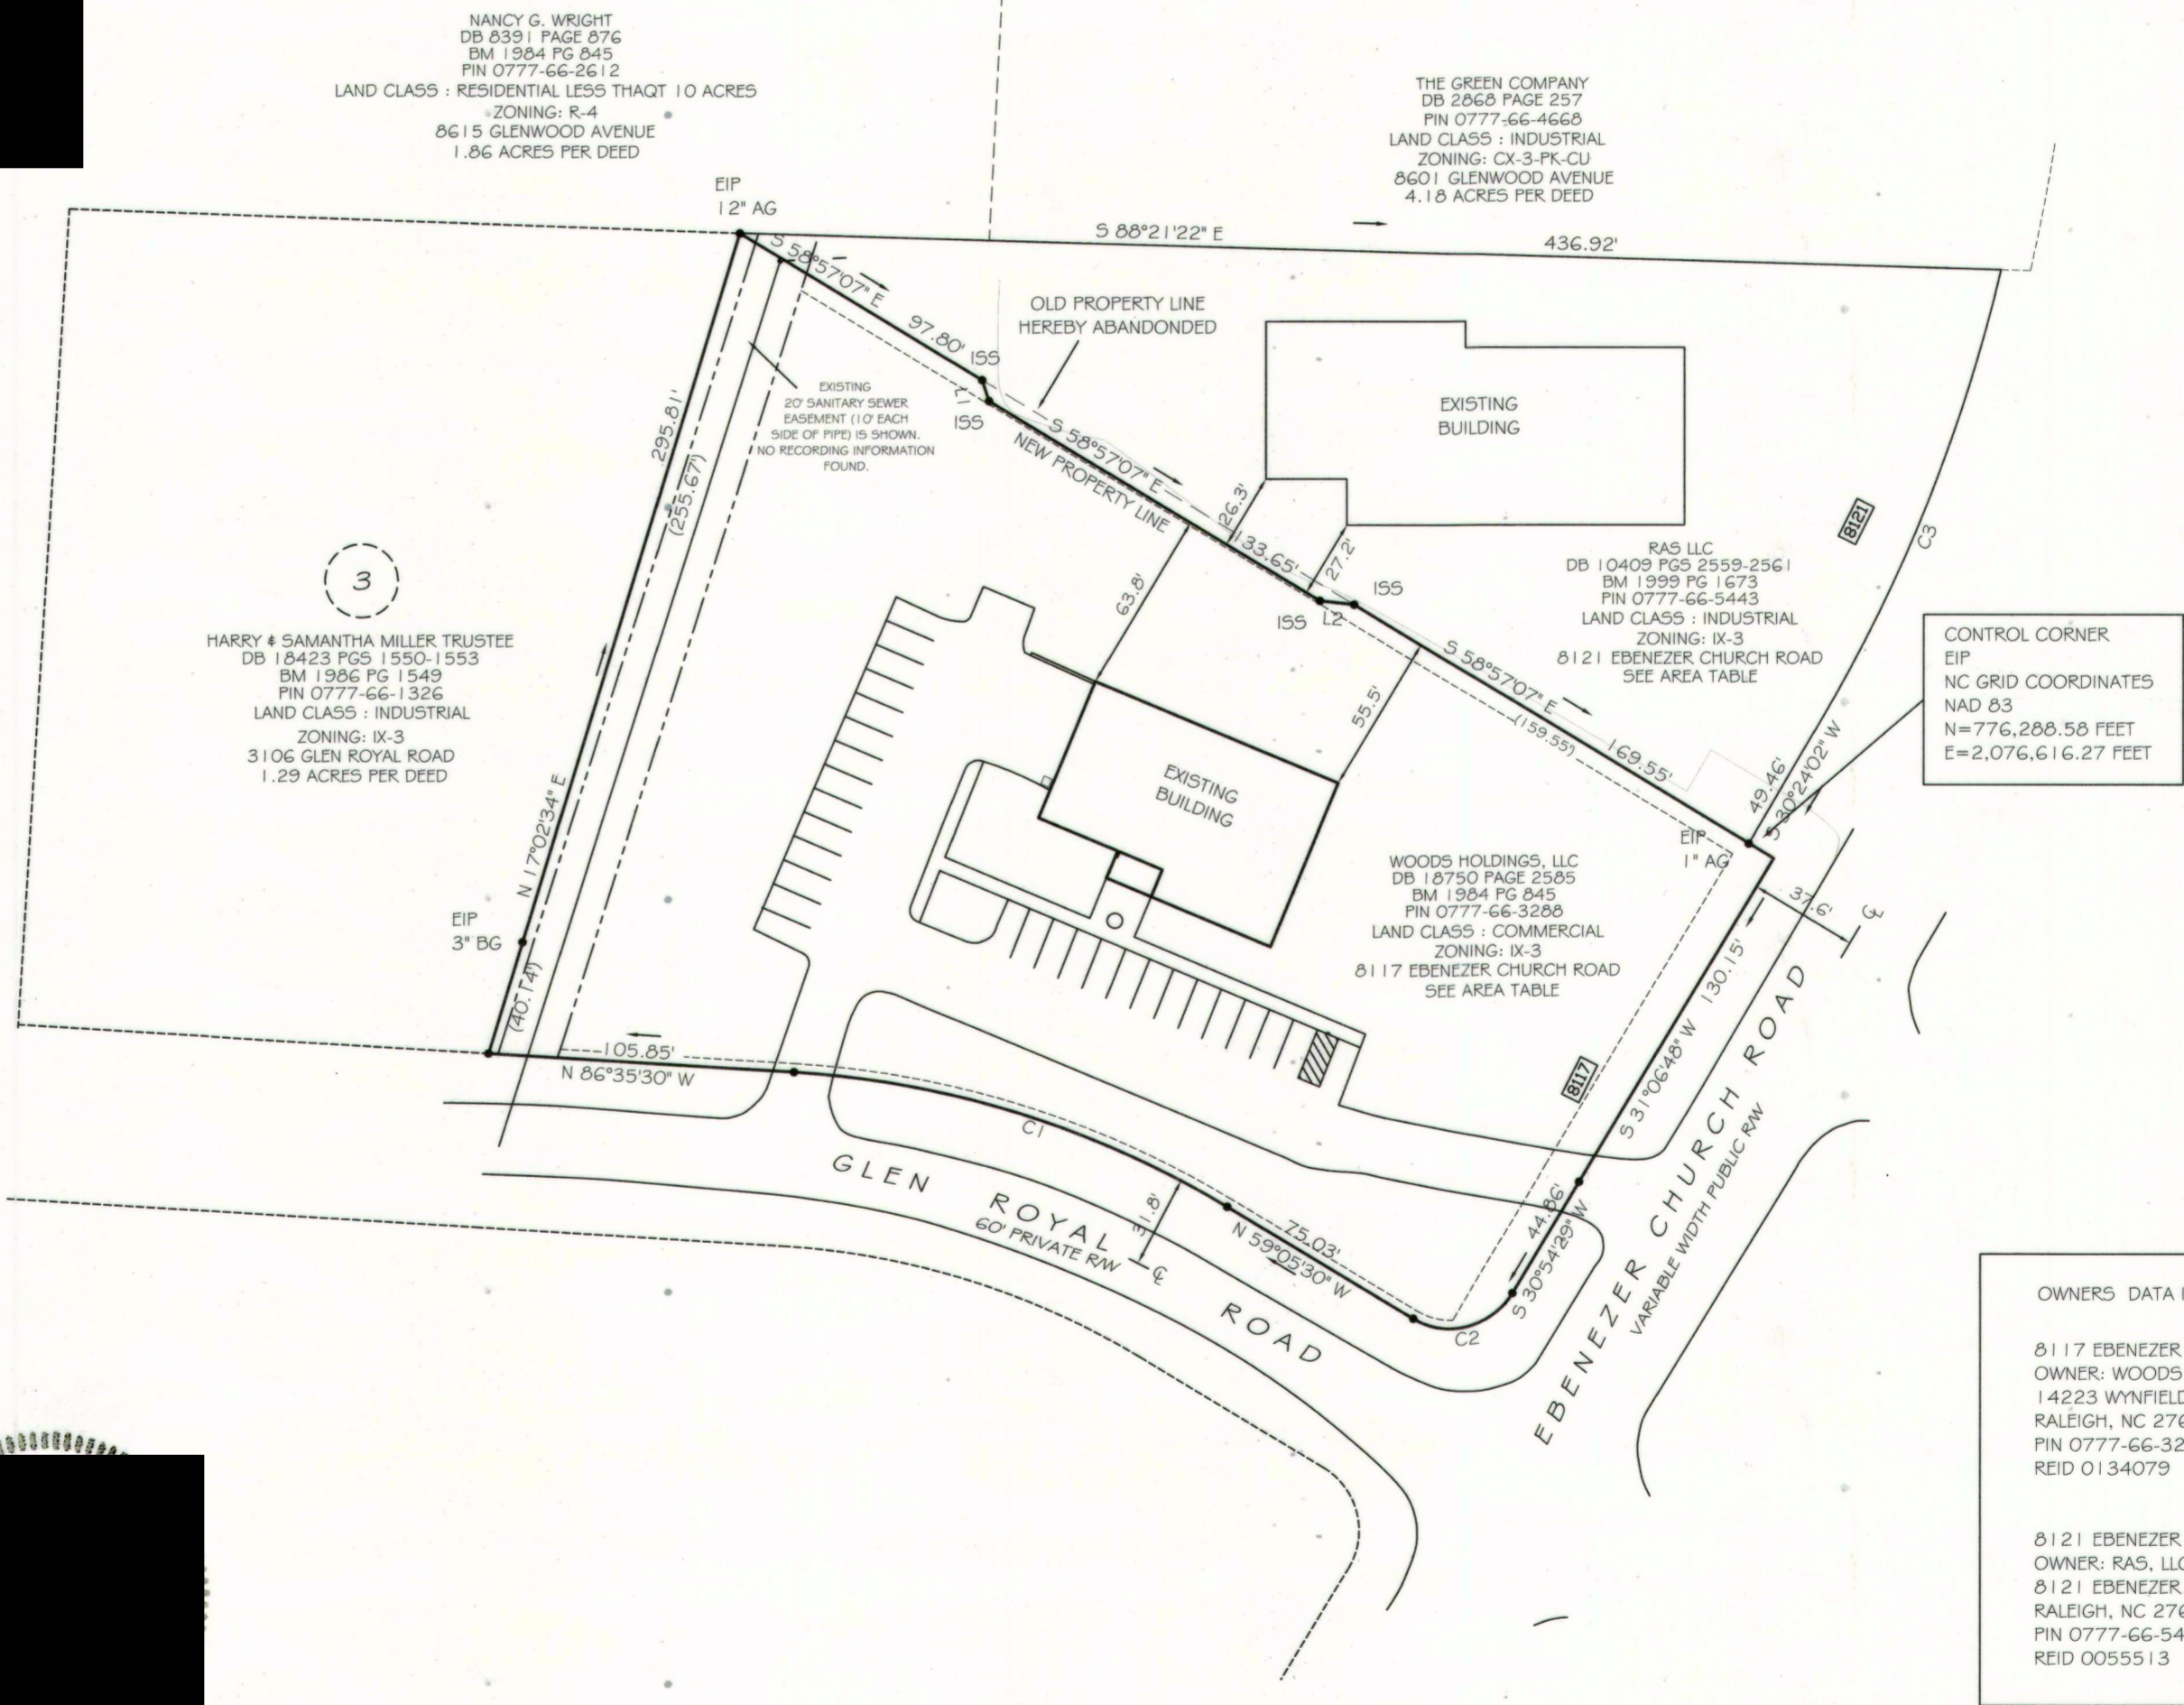 NANCY G. WRIGHT
DB 8391 PAGE 876
BM 1984 PG 845
PIN 0777-66-2612
LAND CLASS : RESIDENTIAL LESS THAQT 10 ACRES
ZONING: R-4
8615 GLENWOOD AVENUE
1.86 ACRES PER DEED
THE GREEN COMPANY
DB 2868 PAGE 257
PIN 0777-66-4668
LAND CLASS : INDUSTRIAL
ZONING: CX-3-PK-CU
8601 GLENWOOD AVENUE
4.18 ACRES PER DEED
EIP
12" AG
S 88°21'22" E
436.92'
S 58°57'07" E
97.80'
ISS
L1
ISS
OLD PROPERTY LINE
HEREBY ABANDONDED
EXISTING
BUILDING
EXISTING
20' SANITARY SEWER
EASEMENT (10' EACH
SIDE OF PIPE) IS SHOWN.
NO RECORDING INFORMATION
FOUND.
295.81'
(255.67')
S 58°57'07" E
NEW PROPERTY LINE
26.3'
133.65'
27.2'
63.8'
ISS
ISS
L2
8121
C3
RAS LLC
DB 10409 PGS 2559-2561
BM 1999 PG 1673
PIN 0777-66-5443
LAND CLASS : INDUSTRIAL
ZONING: IX-3
8121 EBENEZER CHURCH ROAD
SEE AREA TABLE
3
HARRY & SAMANTHA MILLER TRUSTEE
DB 18423 PGS 1550-1553
BM 1986 PG 1549
PIN 0777-66-1326
LAND CLASS : INDUSTRIAL
ZONING: IX-3
3106 GLEN ROYAL ROAD
1.29 ACRES PER DEED
CONTROL CORNER
EIP
NC GRID COORDINATES
NAD 83
N=776,288.58 FEET
E=2,076,616.27 FEET
S 58°57'07" E
(159.55')
169.55'
55.5'
49.46'
S 30°24'02" W
EXISTING
BUILDING
EIP
1" AG
N 17°02'34" E
EIP
3" BG
(40.14')
WOODS HOLDINGS, LLC
DB 18750 PAGE 2585
BM 1984 PG 845
PIN 0777-66-3288
LAND CLASS : COMMERCIAL
ZONING: IX-3
8117 EBENEZER CHURCH ROAD
SEE AREA TABLE
37.6'
CL
130.15'
S 31°06'48" W
8117
105.85'
N 86°35'30" W
C1
GLEN ROYAL ROAD
60' PRIVATE R/W
31.8'
CL
75.03'
N 59°05'30" W
44.86'
S 30°54'29" W
C2
EBENEZER CHURCH ROAD
VARIABLE WIDTH PUBLIC R/W
OWNERS DATA
8117 EBENEZER
OWNER: WOODS
14223 WYNFIELD
RALEIGH, NC 276
PIN 0777-66-32
REID 0134079
8121 EBENEZER
OWNER: RAS, LLC
8121 EBENEZER
RALEIGH, NC 276
PIN 0777-66-54
REID 0055513